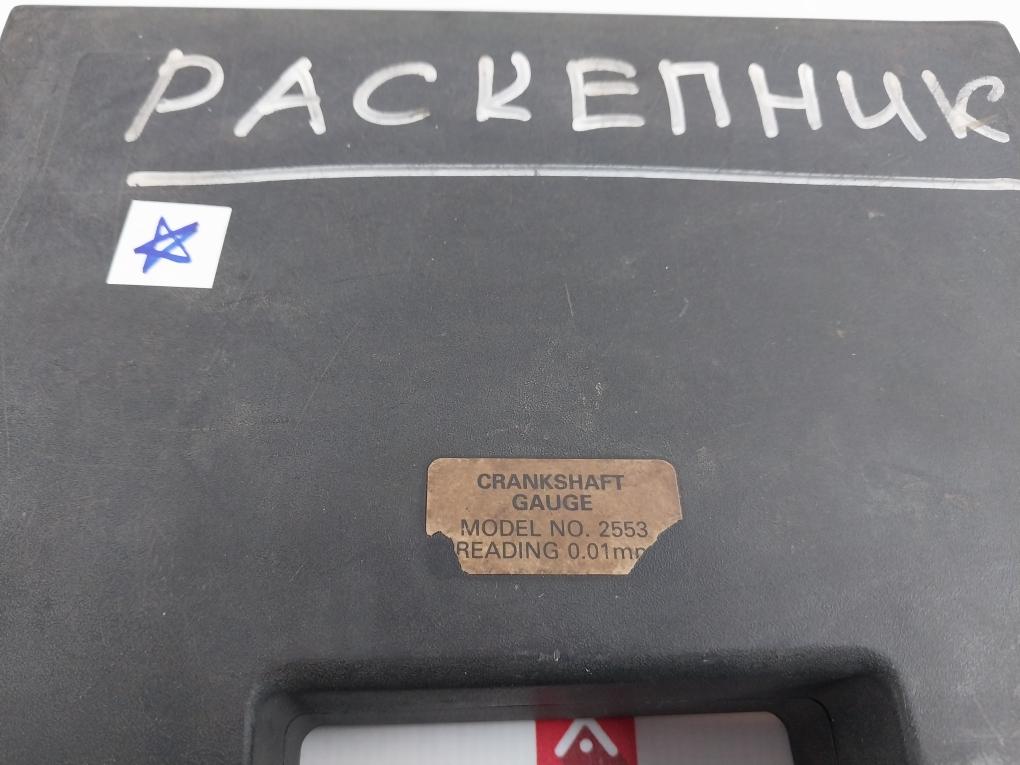 РАСКЕПНИК
CRANKSHAFT
GAUGE
MODEL NO. 2553
READING 0.01mm